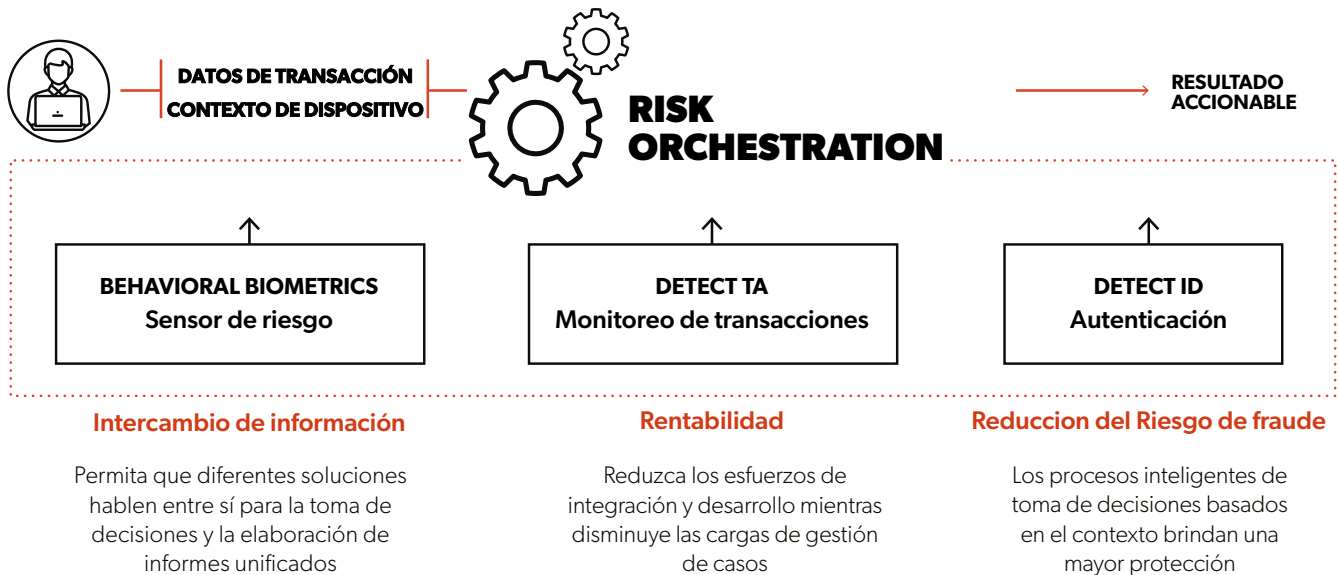 DATOS DE TRANSACCIÓN
CONTEXTO DE DISPOSITIVO
RISK
ORCHESTRATION
RESULTADO
ACCIONABLE
BEHAVIORAL BIOMETRICS
Sensor de riesgo
DETECT TA
Monitoreo de transacciones
DETECT ID
Autenticación
Intercambio de información
Permita que diferentes soluciones
hablen entre sí para la toma de
decisiones y la elaboración de
informes unificados
Rentabilidad
Reduzca los esfuerzos de
integración y desarrollo mientras
disminuye las cargas de gestión
de casos
Reduccion del Riesgo de fraude
Los procesos inteligentes de
toma de decisiones basados
en el contexto brindan una
mayor protección